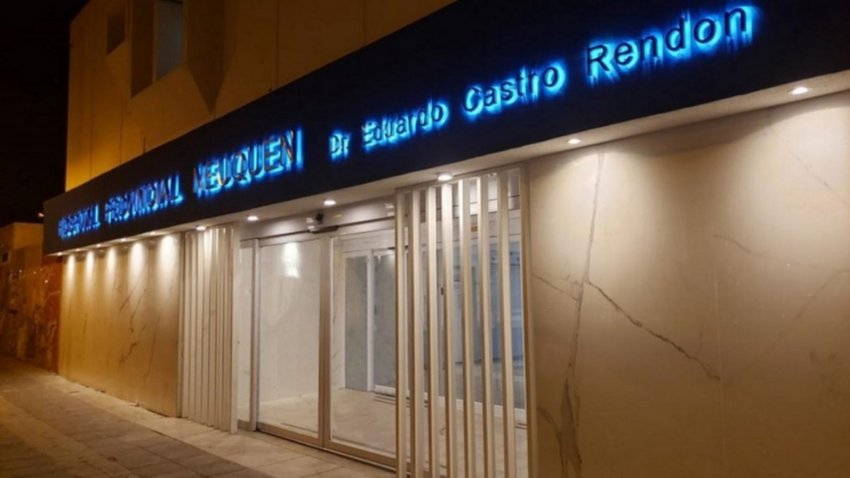 HOSPITAL PROVINCIAL NEUQUEN Dr Eduardo Castro Rendon